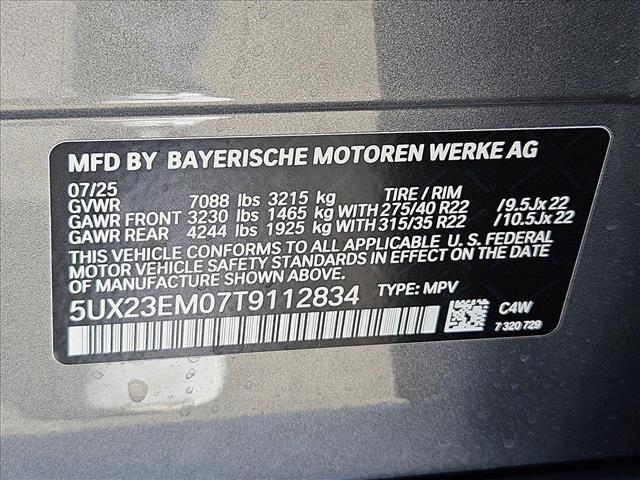 MFD BY BAYERISCHE MOTOREN WERKE AG
07/25
GVWR 7088 lbs 3215 kg TIRE / RIM
GAWR FRONT 3230 lbs 1465 kg WITH 275/40 R22 /9.5Jx22
GAWR REAR 4244 lbs 1925 kg WITH 315/35 R22 /10.5Jx22
THIS VEHICLE CONFORMS TO ALL APPLICABLE U. S. FEDERAL
MOTOR VEHICLE SAFETY STANDARDS IN EFFECT ON THE DATE
OF MANUFACTURE SHOWN ABOVE.
5UX23EM07T9112834 TYPE: MPV
C4W
7 320 729